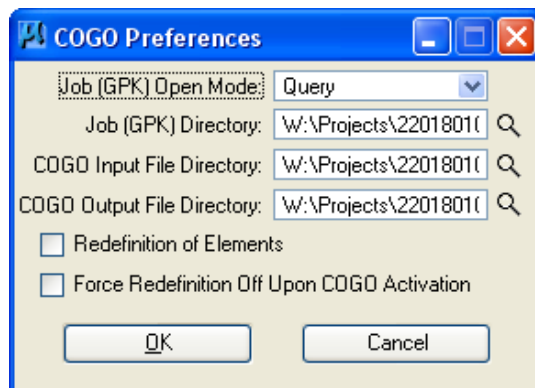 COGO Preferences
Job (GPK) Open Mode: Query
Job (GPK) Directory: W:\Projects\2201801(
COGO Input File Directory: W:\Projects\2201801(
COGO Output File Directory: W:\Projects\2201801(
Redefinition of Elements
Force Redefinition Off Upon COGO Activation
OK Cancel